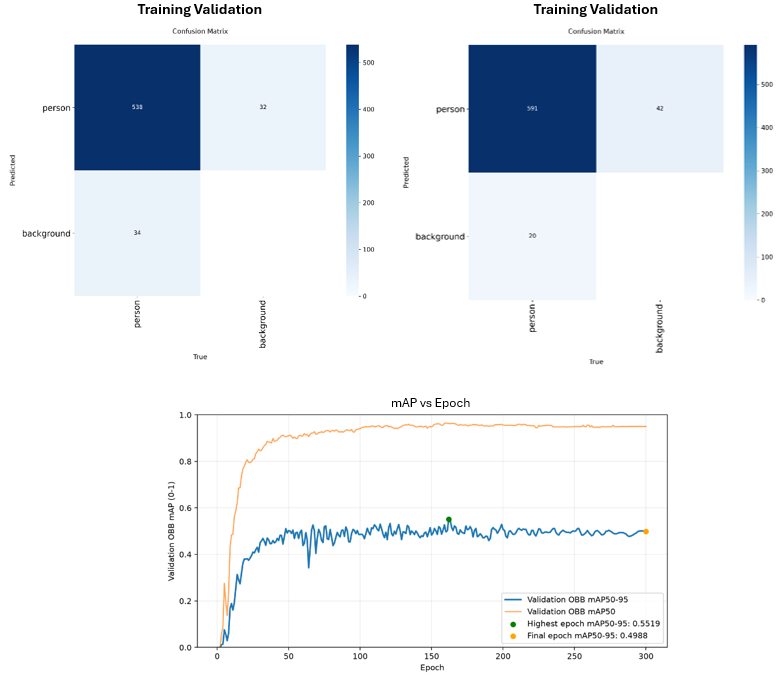 Training Validation
Confusion Matrix
person
538
32
background
34
person
background
Predicted
True
500
400
300
200
100
0
Training Validation
Confusion Matrix
person
591
42
background
20
person
background
Predicted
True
500
400
300
200
100
0
mAP vs Epoch
Validation OBB mAP (0-1)
1.0
0.8
0.6
0.4
0.2
0.0
0
50
100
150
200
250
300
Epoch
Validation OBB mAP50-95
Validation OBB mAP50
Highest epoch mAP50-95: 0.5519
Final epoch mAP50-95: 0.4988